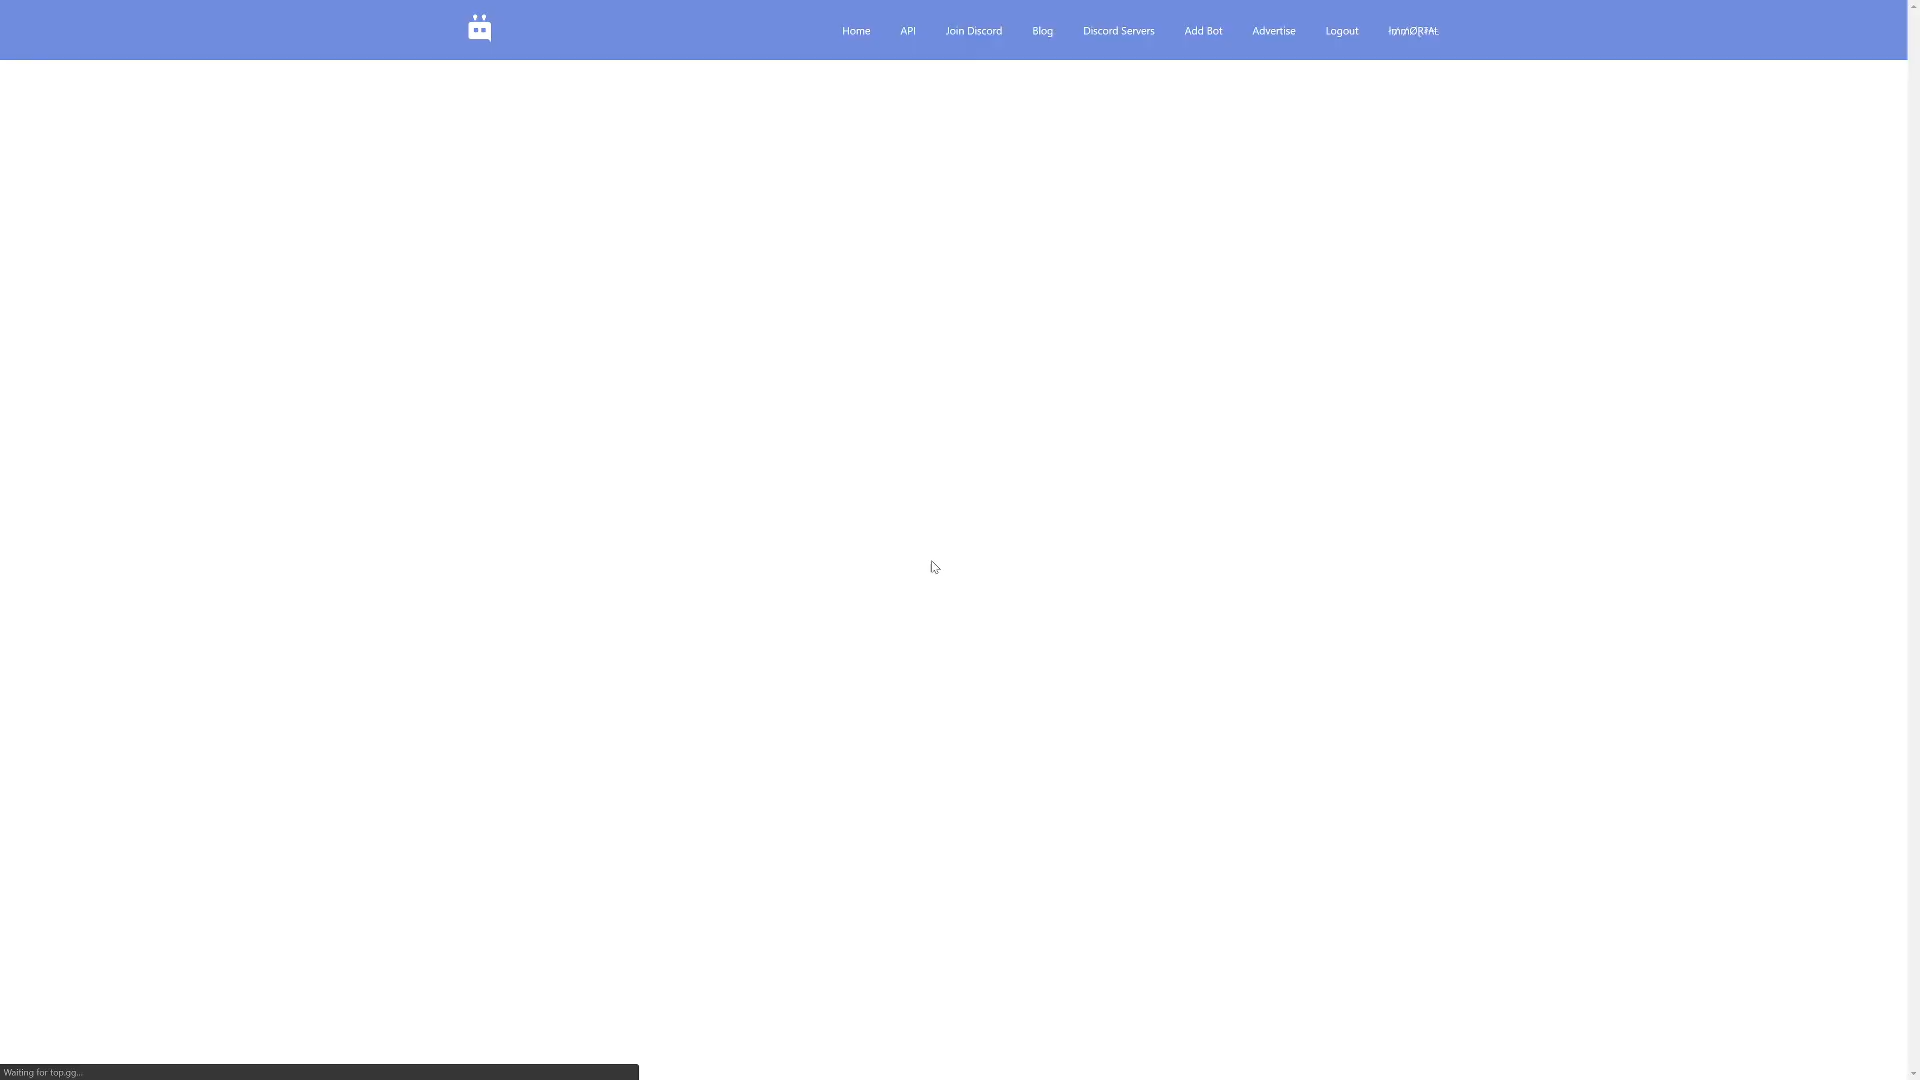 Home API Join Discord Blog Discord Servers Add Bot Advertise Logout
Waiting for top.gg...